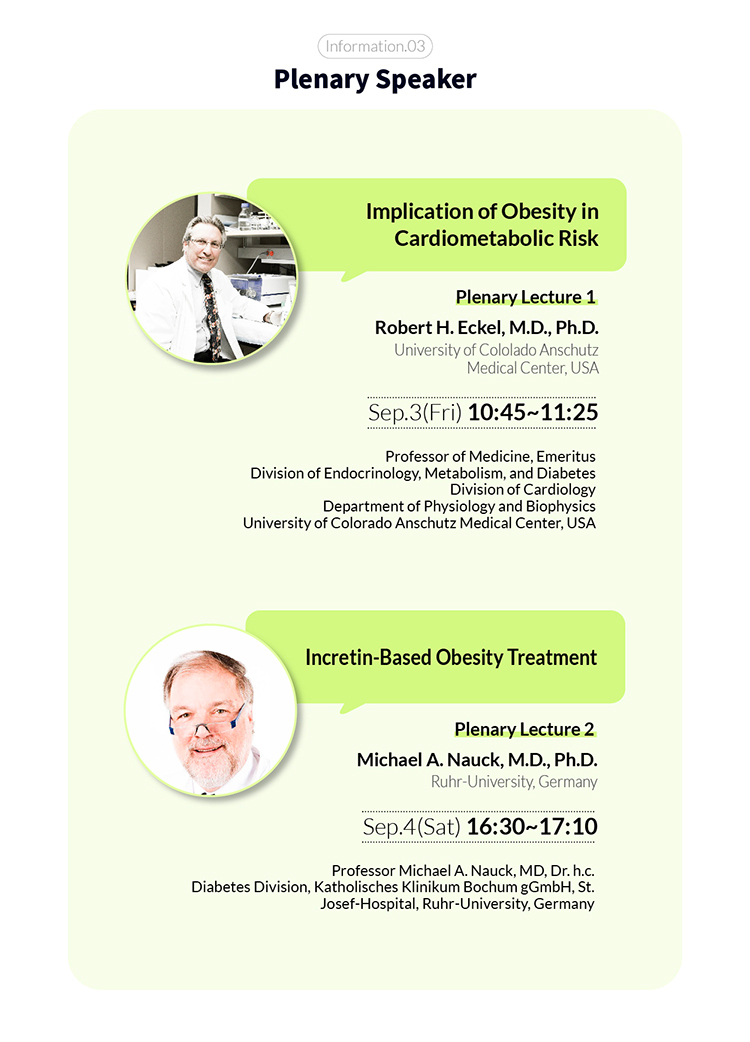 Information.03
Plenary Speaker
Implication of Obesity in
Cardiometabolic Risk
Plenary Lecture 1
Robert H. Eckel, M.D., Ph.D.
University of Cololado Anschutz
Medical Center, USA
Sep.3(Fri) 10:45~11:25
Professor of Medicine, Emeritus
Division of Endocrinology, Metabolism, and Diabetes
Division of Cardiology
Department of Physiology and Biophysics
University of Colorado Anschutz Medical Center, USA
Incretin-Based Obesity Treatment
Plenary Lecture 2
Michael A. Nauck, M.D., Ph.D.
Ruhr-University, Germany
Sep.4(Sat) 16:30~17:10
Professor Michael A. Nauck, MD, Dr. h.c.
Diabetes Division, Katholisches Klinikum Bochum gGmbH, St.
Josef-Hospital, Ruhr-University, Germany